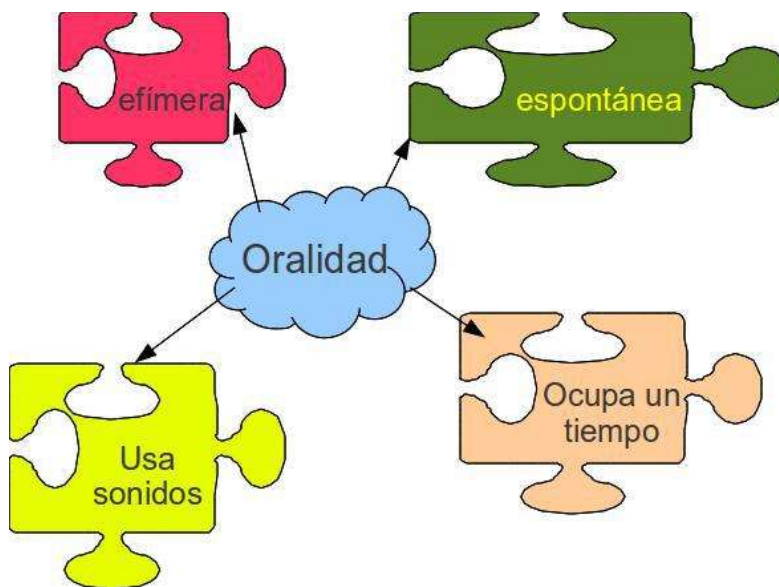 efímera
espontánea
Oralidad
Ocupa un
tiempo
Usa
sonidos